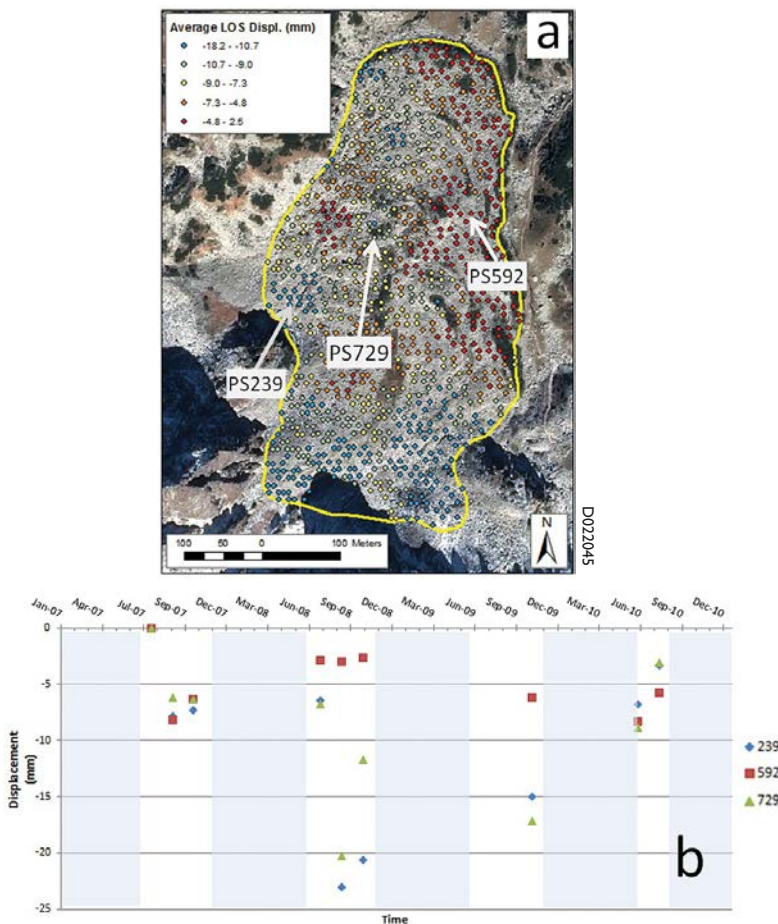 Average LOS Displ. (mm)
-18.2 - -10.7
-10.7 - -9.0
-9.0 - -7.3
-7.3 - -4.8
-4.8 - 2.5
a
PS592
PS729
PS239
100 0 100 Meters
N
D022045
Jan-07 Apr-07 Jul-07 Sep-07 Dec-07 Mar-08 Jun-08 Sep-08 Dec-08 Mar-09 Jun-09 Sep-09 Dec-09 Mar-10 Jun-10 Sep-10 Dec-10
0
-5
-10
-15
-20
-25
Displacement
(mm)
239
592
729
b
Time